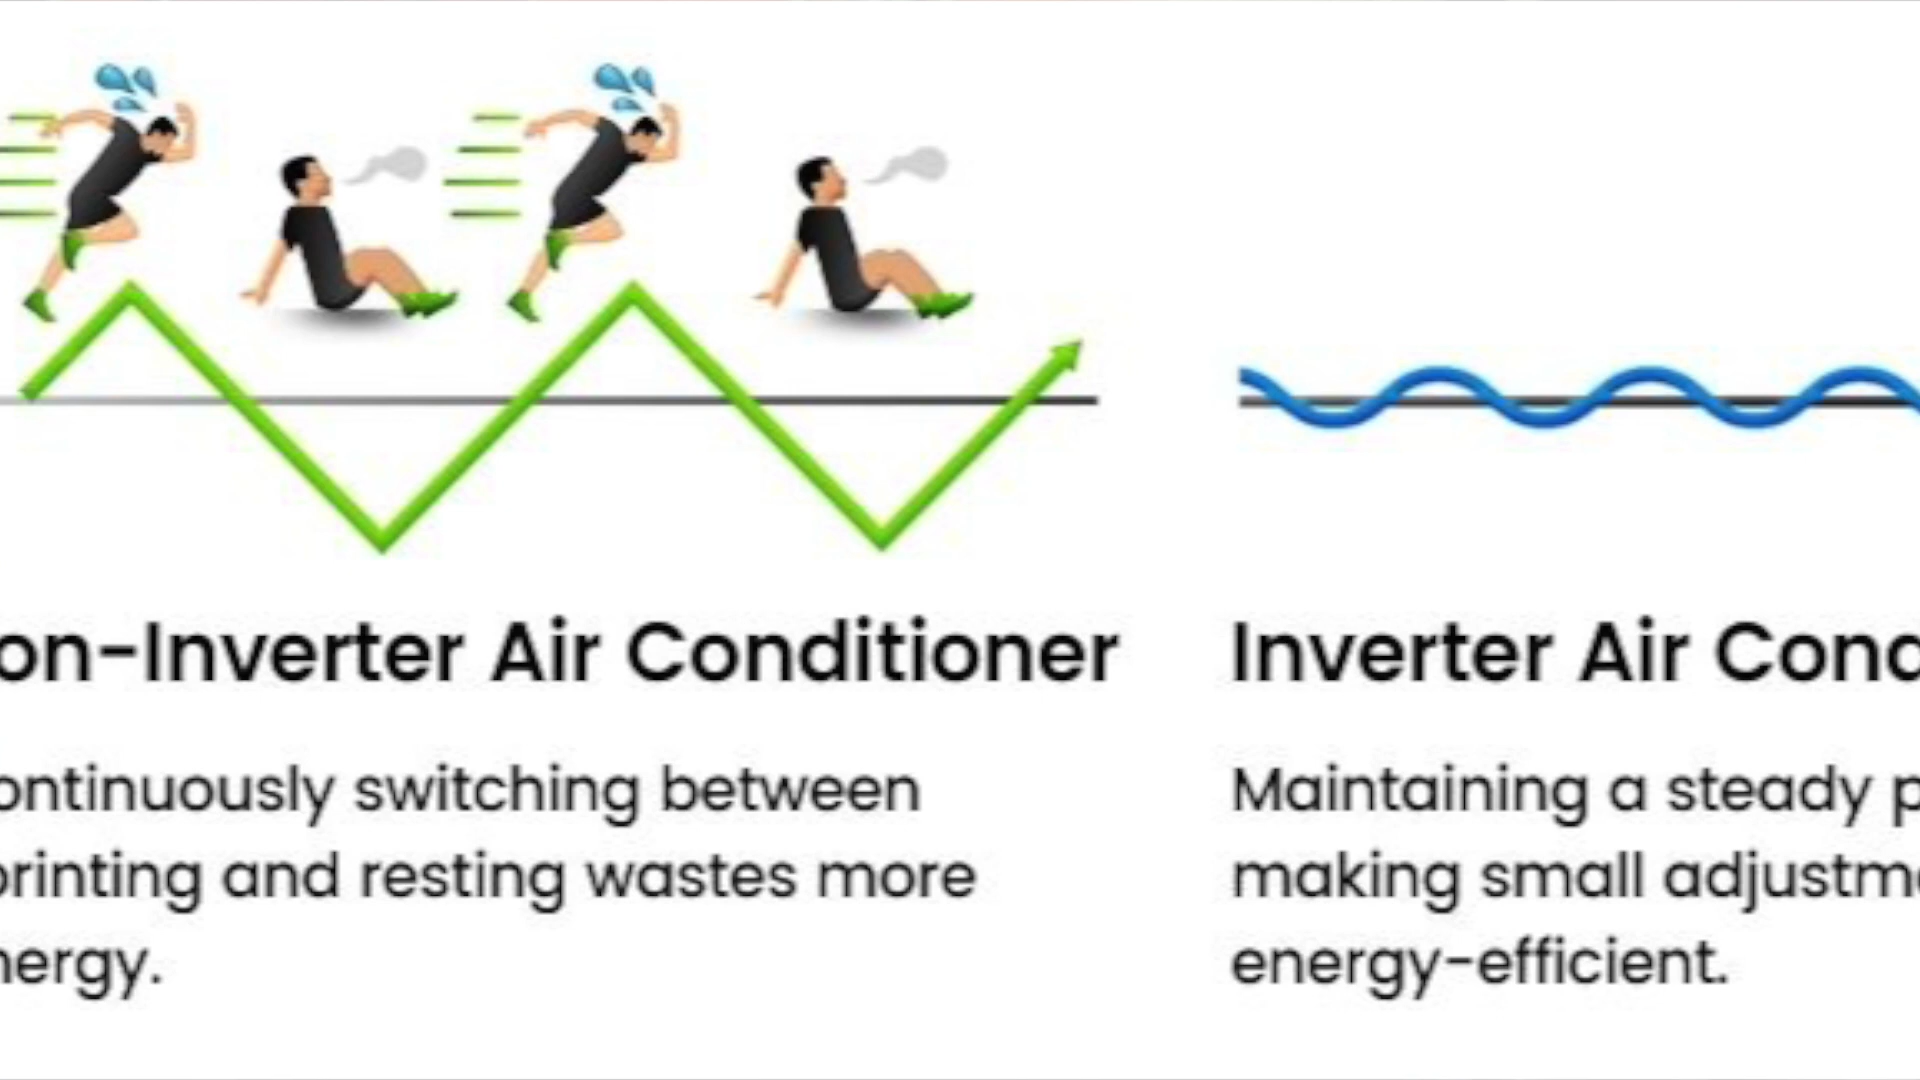 on-Inverter Air Conditioner
ontinuously switching between
printing and resting wastes more
nergy.
Inverter Air Cond
Maintaining a steady p
making small adjustme
energy-efficient.